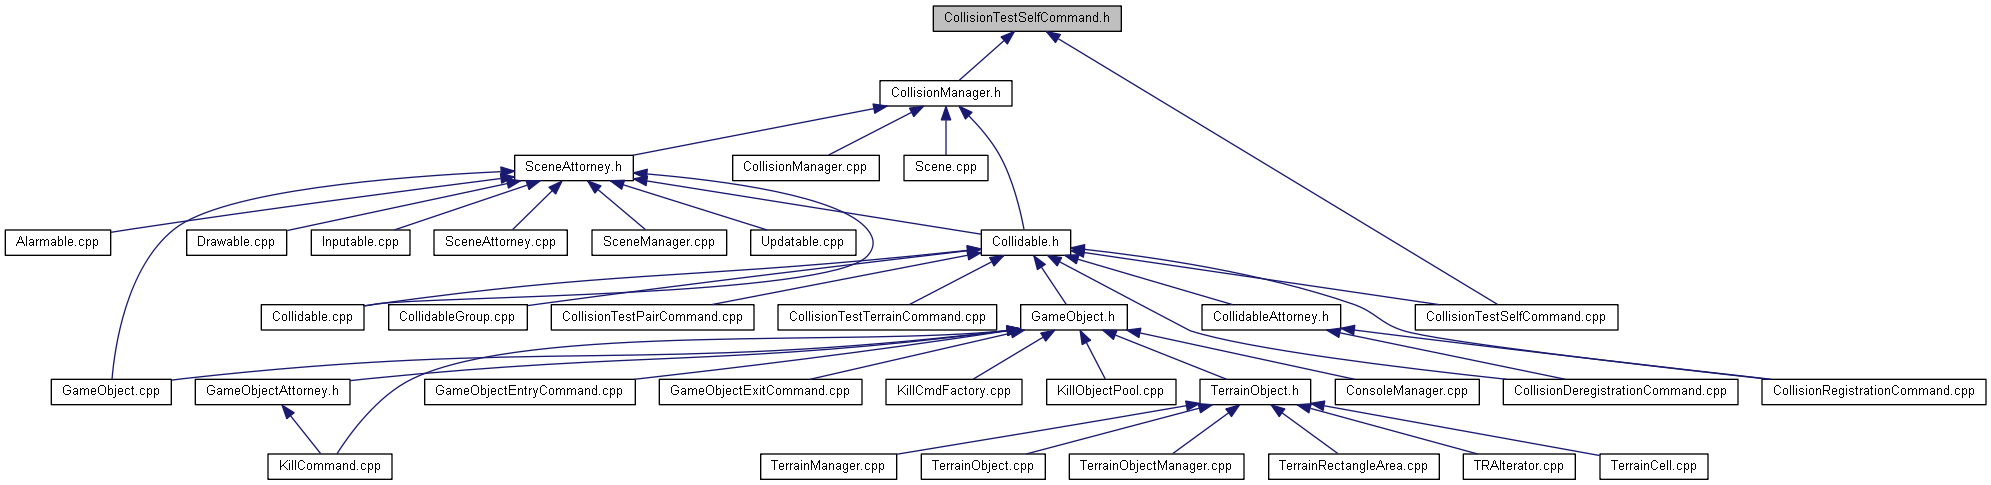 CollisionTestSelfCommand.h
CollisionManager.h
SceneAttorney.h
CollisionManager.cpp
Scene.cpp
Alarmable.cpp
Drawable.cpp
Inputable.cpp
SceneAttorney.cpp
SceneManager.cpp
Updatable.cpp
Collidable.h
Collidable.cpp
CollidableGroup.cpp
CollisionTestPairCommand.cpp
CollisionTestTerrainCommand.cpp
GameObject.h
CollidableAttorney.h
CollisionTestSelfCommand.cpp
GameObject.cpp
GameObjectAttorney.h
GameObjectEntryCommand.cpp
GameObjectExitCommand.cpp
KillCmdFactory.cpp
KillObjectPool.cpp
TerrainObject.h
ConsoleManager.cpp
CollisionDeregistrationCommand.cpp
CollisionRegistrationCommand.cpp
KillCommand.cpp
TerrainManager.cpp
TerrainObject.cpp
TerrainObjectManager.cpp
TerrainRectangleArea.cpp
TRAIterator.cpp
TerrainCell.cpp